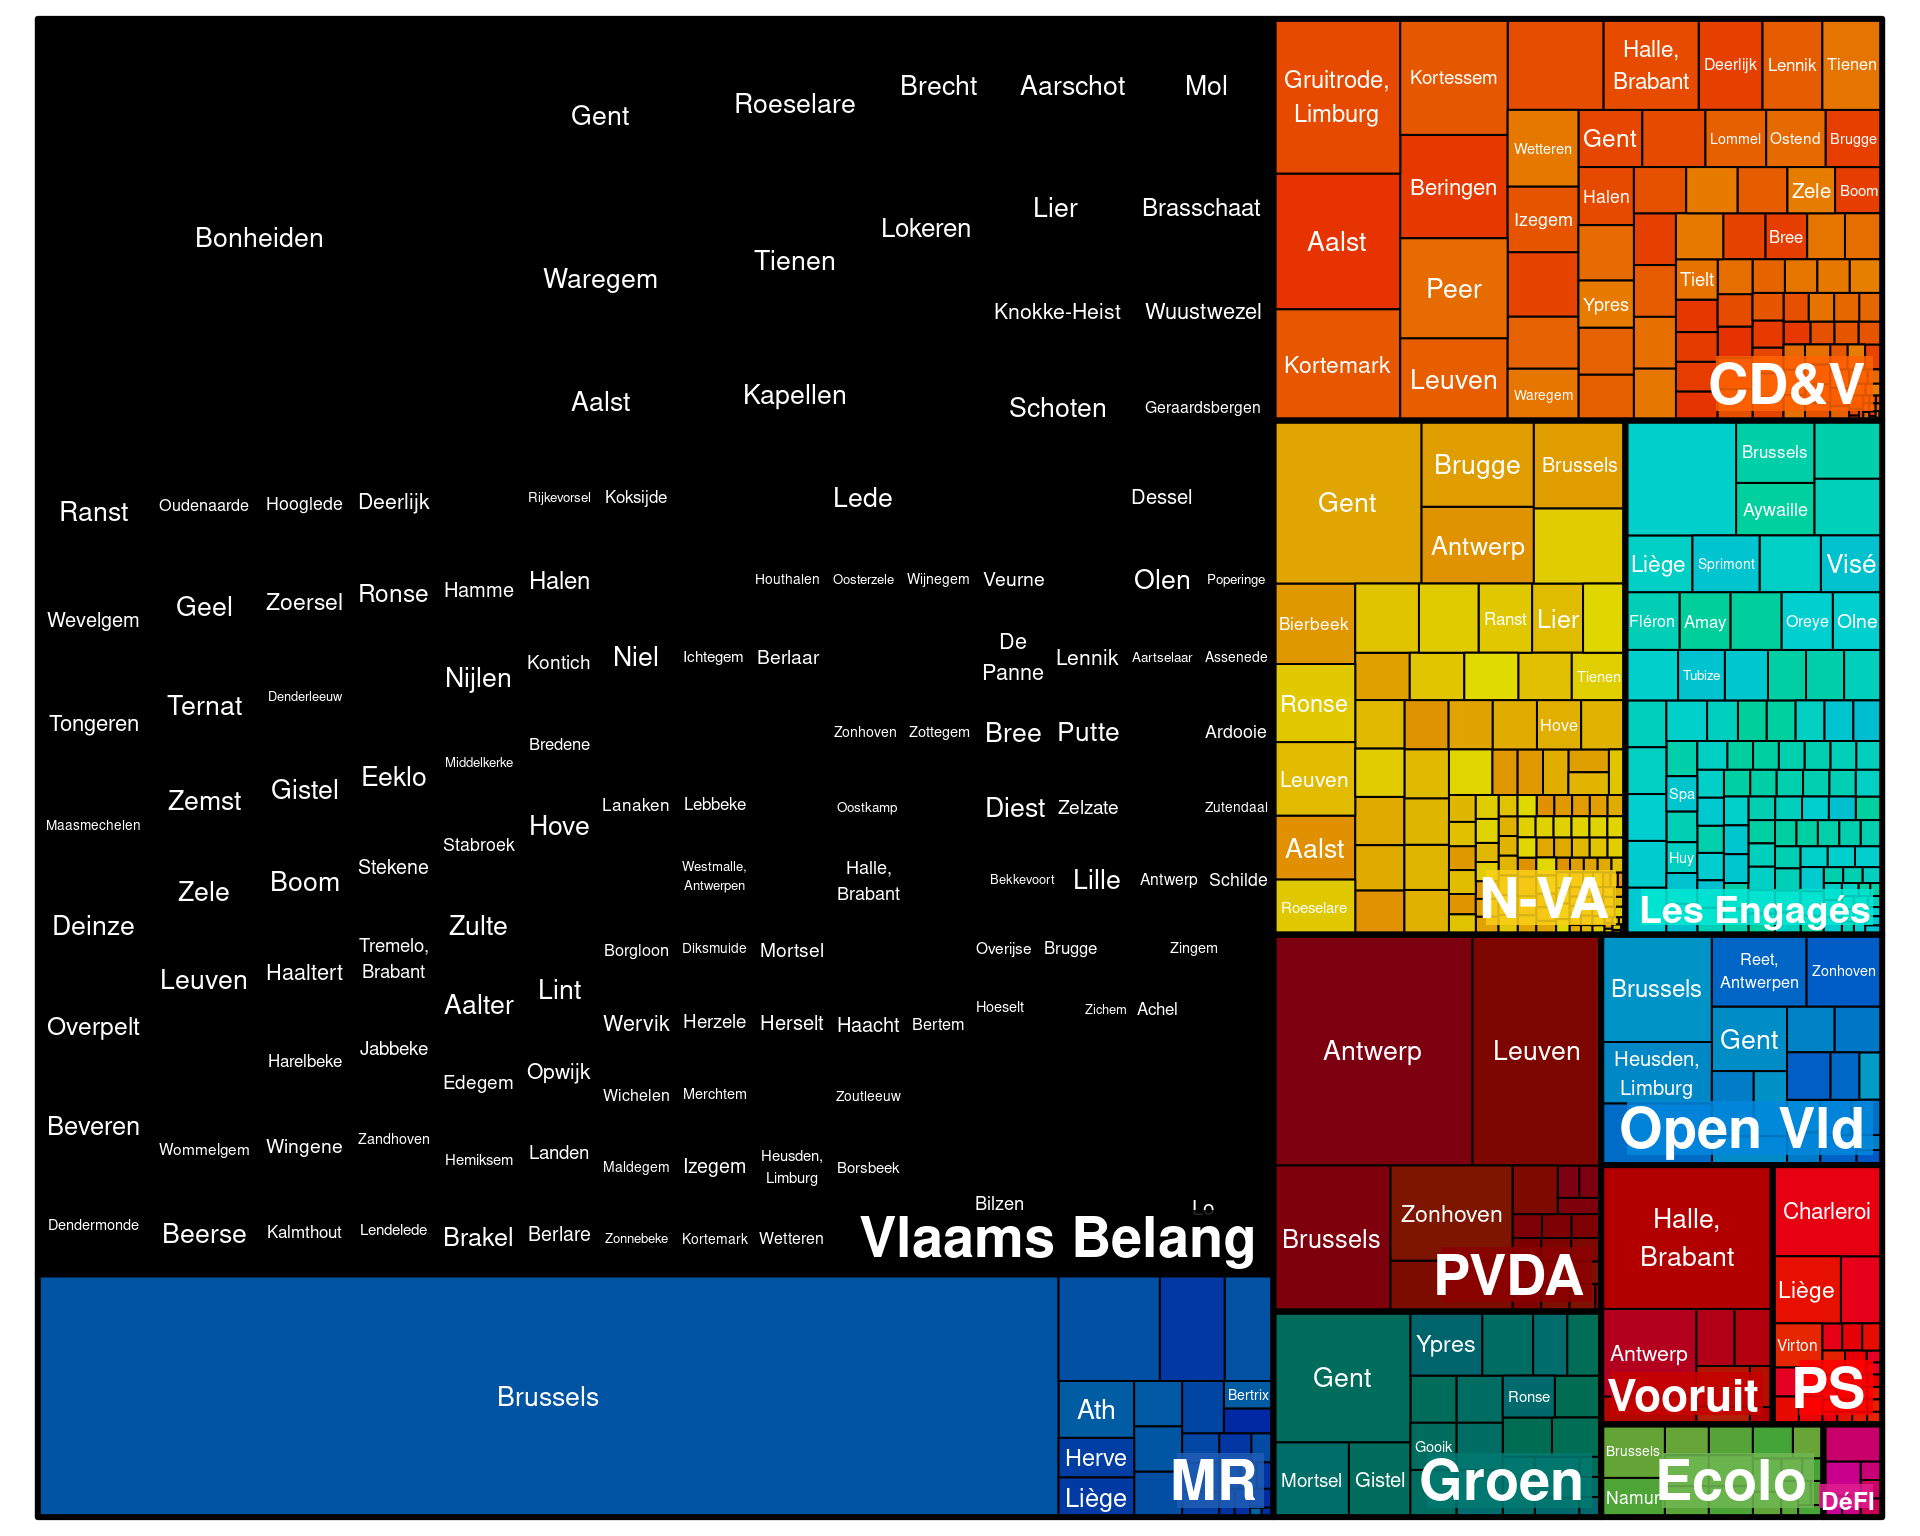 Gent
Roeselare
Brecht
Aarschot
Mol
Bonheiden
Waregem
Tienen
Lokeren
Lier
Brasschaat
Knokke-Heist
Wuustwezel
Aalst
Kapellen
Schoten
Geraardsbergen
Ranst
Oudenaarde
Hooglede
Deerlijk
Rijkevorsel
Koksijde
Lede
Dessel
Wevelgem
Geel
Zoersel
Ronse
Hamme
Halen
Houthalen
Oosterzele
Wijnegem
Veurne
Olen
Poperinge
Tongeren
Ternat
Denderleeuw
Nijlen
Kontich
Niel
Ichtegem
Berlaar
De
Panne
Lennik
Aartselaar
Assenede
Maasmechelen
Zemst
Gistel
Eeklo
Middelkerke
Bredene
Lanaken
Lebbeke
Zonhoven
Zottegem
Bree
Putte
Ardooie
Oostkamp
Diest
Zelzate
Zutendaal
Deinze
Zele
Boom
Stekene
Stabroek
Hove
Westmalle,
Antwerpen
Halle,
Brabant
Bekkevoort
Lille
Antwerp
Schilde
Overpelt
Leuven
Haaltert
Tremelo,
Brabant
Zulte
Aalter
Lint
Borgloon
Diksmuide
Mortsel
Overijse
Brugge
Zingem
Wervik
Herzele
Herselt
Haacht
Bertem
Hoeselt
Zichem
Achel
Beveren
Wommelgem
Harelbeke
Wingene
Jabbeke
Zandhoven
Edegem
Hemiksem
Opwijk
Landen
Wichelen
Merchtem
Zoutleeuw
Maldegem
Izegem
Heusden,
Limburg
Borsbeek
Bilzen
Lo
Dendermonde
Beerse
Kalmthout
Lendelede
Brakel
Berlare
Zonnebeke
Kortemark
Wetteren
Vlaams Belang
Brussels
Ath
Bertrix
Herve
Liège
MR
Gruitrode,
Limburg
Kortessem
Halle,
Brabant
Deerlijk
Lennik
Tienen
Aalst
Beringen
Wetteren
Gent
Lommel
Ostend
Brugge
Izegem
Halen
Zele
Boom
Bree
Kortemark
Peer
Ypres
Tielt
Leuven
Waregem
CD&V
Gent
Brugge
Brussels
Antwerp
Bierbeek
Ranst
Lier
Ronse
Tienen
Hove
Leuven
Aalst
Roeselare
N-VA
Brussels
Aywaille
Liège
Sprimont
Visé
Fléron
Amay
Oreye
Olne
Tubize
Spa
Huy
Les Engagés
Antwerp
Leuven
Brussels
Zonhoven
PVDA
Brussels
Reet,
Antwerpen
Zonhoven
Gent
Heusden,
Limburg
Open Vld
Gent
Ypres
Ronse
Gooik
Mortsel
Gistel
Groen
Halle,
Brabant
Antwerp
Vooruit
Charleroi
Liège
Virton
PS
Brussels
Namur
Ecolo
DéFI